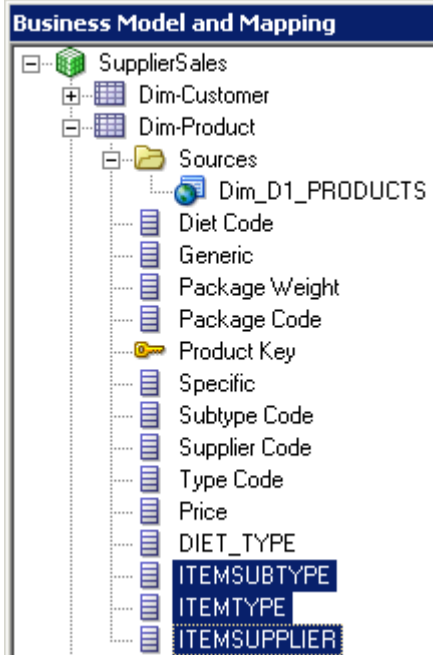 Business Model and Mapping
SupplierSales
Dim-Customer
Dim-Product
Sources
Dim_D1_PRODUCTS
Diet Code
Generic
Package Weight
Package Code
Product Key
Specific
Subtype Code
Supplier Code
Type Code
Price
DIET_TYPE
ITEMSUBTYPE
ITEMTYPE
ITEMSUPPLIER